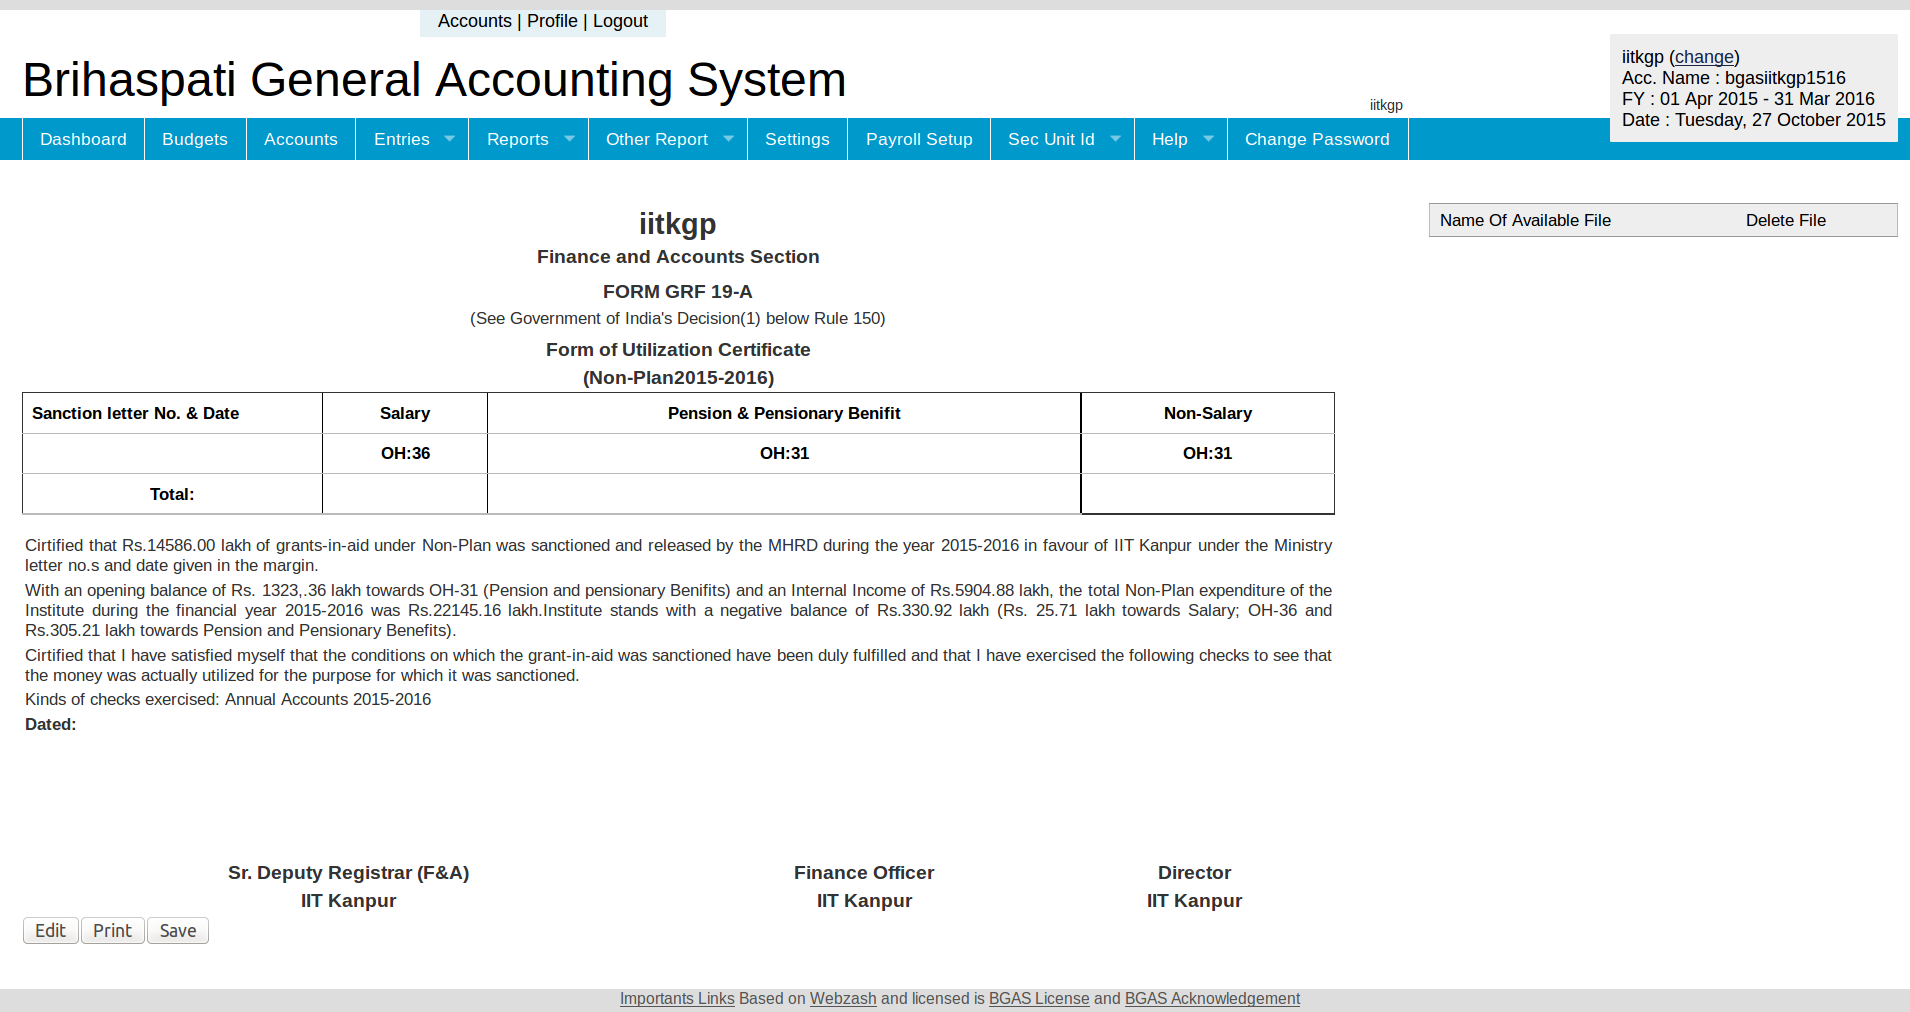 Accounts | Profile | Logout
Brihaspati General Accounting System
iitkgp
iitkgp (change)
Acc. Name : bgasiitkgp1516
FY : 01 Apr 2015 - 31 Mar 2016
Date : Tuesday, 27 October 2015
Dashboard Budgets Accounts Entries Reports Other Report Settings Payroll Setup Sec Unit Id Help Change Password
iitkgp
Finance and Accounts Section
FORM GRF 19-A
(See Government of India's Decision(1) below Rule 150)
Form of Utilization Certificate
(Non-Plan2015-2016)
Name Of Available File Delete File
Sanction letter No. & Date Salary Pension & Pensionary Benifit Non-Salary
OH:36 OH:31 OH:31
Total:
Cirtified that Rs.14586.00 lakh of grants-in-aid under Non-Plan was sanctioned and released by the MHRD during the year 2015-2016 in favour of IIT Kanpur under the Ministry
letter no.s and date given in the margin.
With an opening balance of Rs. 1323,.36 lakh towards OH-31 (Pension and pensionary Benifits) and an Internal Income of Rs.5904.88 lakh, the total Non-Plan expenditure of the
Institute during the financial year 2015-2016 was Rs.22145.16 lakh.Institute stands with a negative balance of Rs.330.92 lakh (Rs. 25.71 lakh towards Salary; OH-36 and
Rs.305.21 lakh towards Pension and Pensionary Benefits).
Cirtified that I have satisfied myself that the conditions on which the grant-in-aid was sanctioned have been duly fulfilled and that I have exercised the following checks to see that
the money was actually utilized for the purpose for which it was sanctioned.
Kinds of checks exercised: Annual Accounts 2015-2016
Dated:
Sr. Deputy Registrar (F&A) Finance Officer Director
IIT Kanpur IIT Kanpur IIT Kanpur
Edit Print Save
Importants Links Based on Webzash and licensed is BGAS License and BGAS Acknowledgement